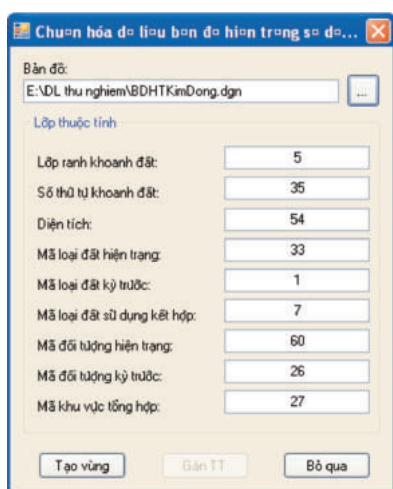 Chu¤n hóa d¤ li¤u b¤n đ¤ hi¤n tr¤ng s¤ d¤...
Bản đồ:
E:\DL thu nghiem\BDHTKimDong.dgn
...
Lớp thuộc tính
Lớp ranh khoanh đất: 5
Số thứ tự khoanh đất: 35
Diện tích: 54
Mã loại đất hiện trạng: 33
Mã loại đất kỳ trước: 1
Mã loại đất sử dụng kết hợp: 7
Mã đối tượng hiện trạng: 60
Mã đối tượng kỳ trước: 26
Mã khu vực tổng hợp: 27
Tạo vùng Gán TT Bỏ qua